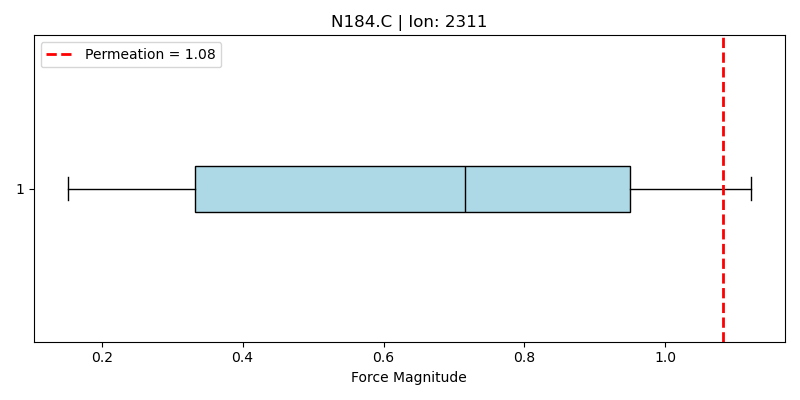 N184.C | Ion: 2311
Permeation = 1.08
1
0.2 0.4 0.6 0.8 1.0
Force Magnitude